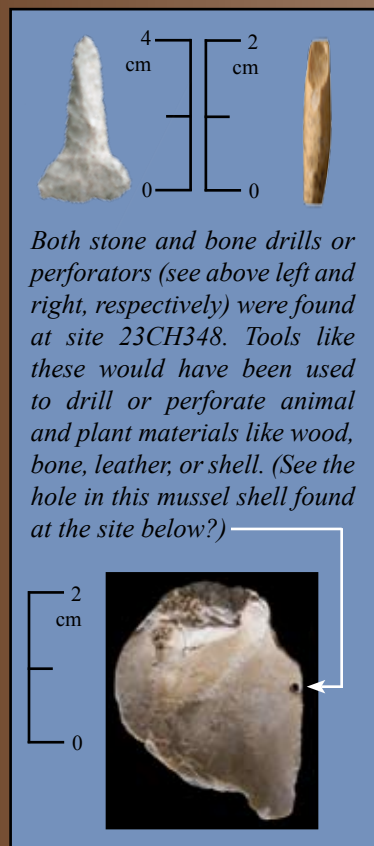 4
cm
0
2
cm
0
Both stone and bone drills or
perforators (see above left and
right, respectively) were found
at site 23CH348. Tools like
these would have been used
to drill or perforate animal
and plant materials like wood,
bone, leather, or shell. (See the
hole in this mussel shell found
at the site below?)
2
cm
0